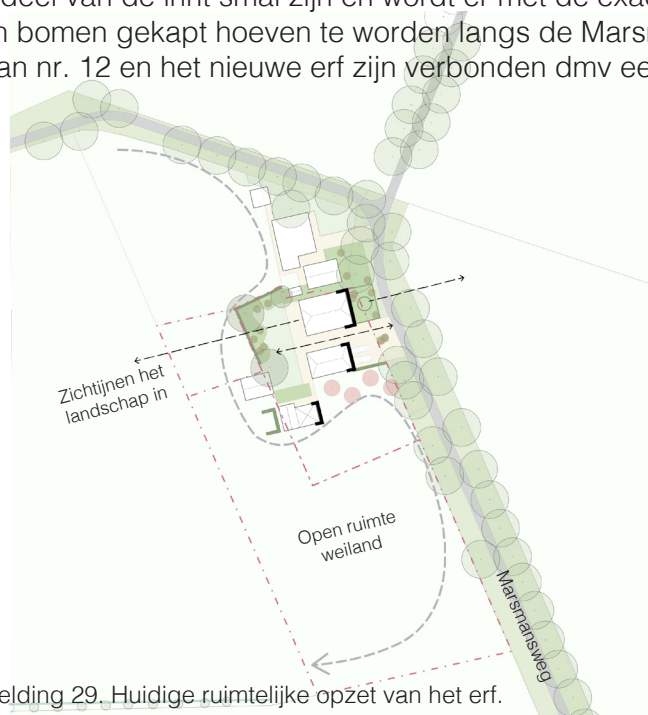 deel van de inrit smal zijn en wordt er met de exac
n bomen gekapt hoeven te worden langs de Marsm
an nr. 12 en het nieuwe erf zijn verbonden dmv ee
Zichtijnen het
landschap in
Open ruimte
weiland
Marsmansweg
elding 29. Huidige ruimtelijke opzet van het erf.